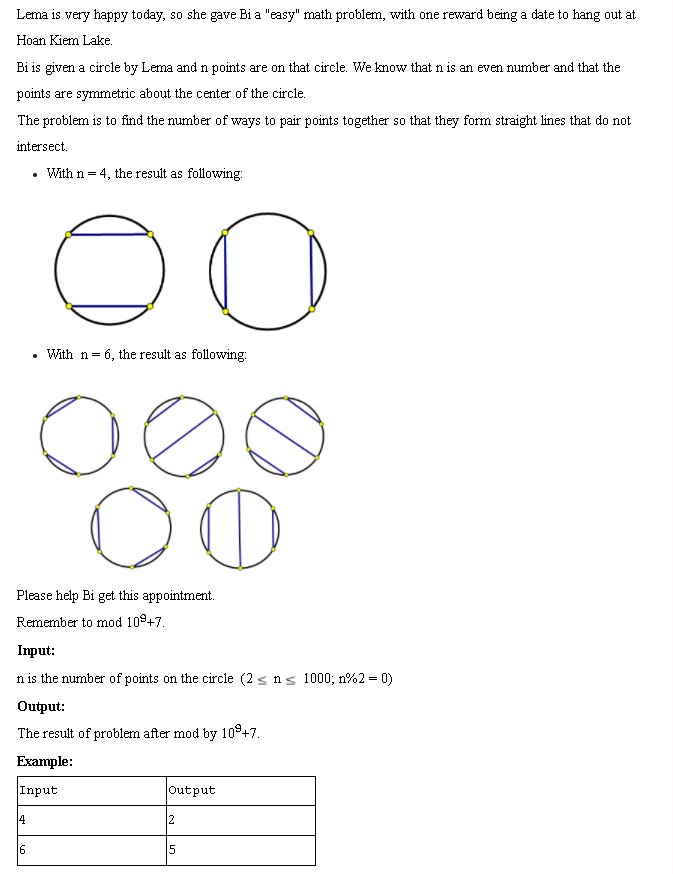 Lema is very happy today, so she gave Bi a "easy" math problem, with one reward being a date to hang out at
Hoan Kiem Lake.
Bi is given a circle by Lema and n points are on that circle. We know that n is an even number and that the
points are symmetric about the center of the circle.
The problem is to find the number of ways to pair points together so that they form straight lines that do not
intersect.
• With n = 4, the result as following:
• With n = 6, the result as following:
Please help Bi get this appointment.
Remember to mod 10⁹+7.
Input:
n is the number of points on the circle (2 ≤ n ≤ 1000; n%2 = 0)
Output:
The result of problem after mod by 10⁹+7.
Example:
Input Output
4 2
6 5